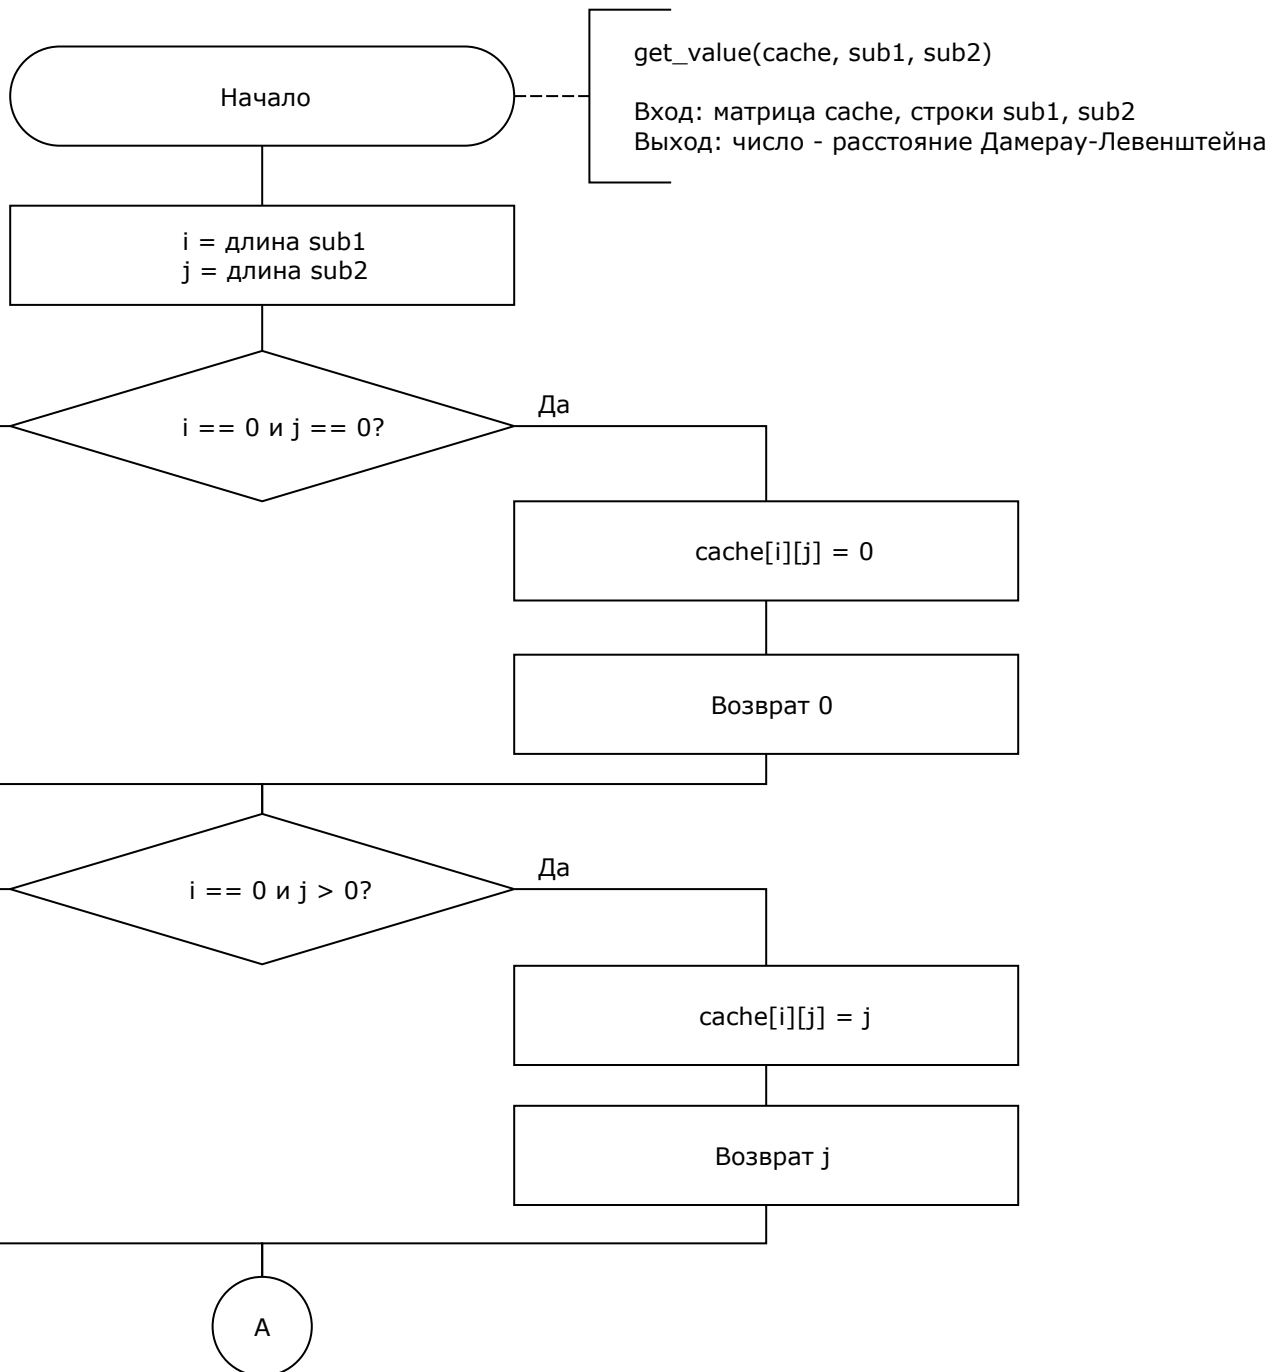 Начало
get_value(cache, sub1, sub2)
Вход: матрица cache, строки sub1, sub2
Выход: число - расстояние Дамерау-Левенштейна
i = длина sub1
j = длина sub2
i == 0 и j == 0?
Да
cache[i][j] = 0
Возврат 0
i == 0 и j > 0?
Да
cache[i][j] = j
Возврат j
A